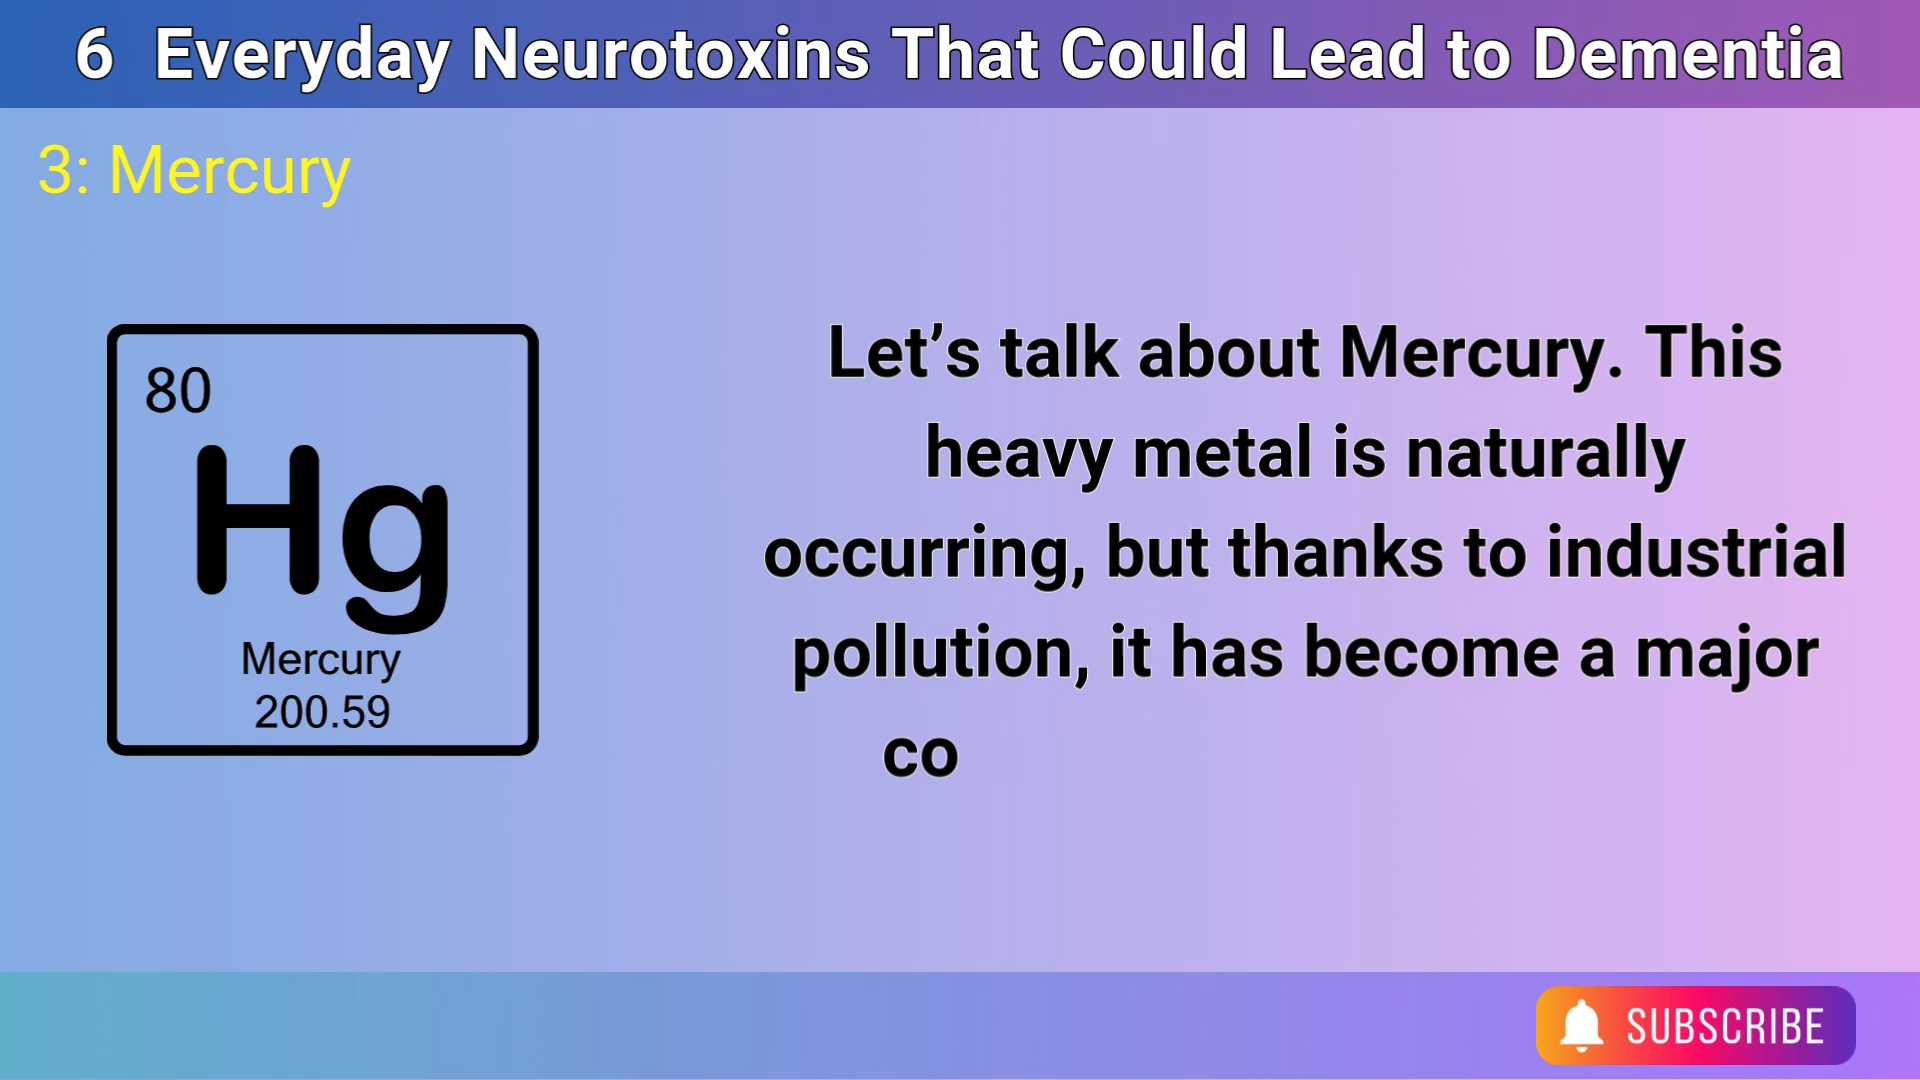 6 Everyday Neurotoxins That Could Lead to Dementia
3: Mercury
80
Hg
Mercury
200.59
Let’s talk about Mercury. This
heavy metal is naturally
occurring, but thanks to industrial
pollution, it has become a major
co
SUBSCRIBE